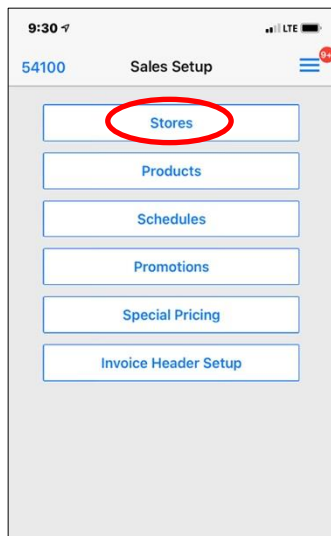 9:30 LTE
54100 Sales Setup 9+
Stores
Products
Schedules
Promotions
Special Pricing
Invoice Header Setup